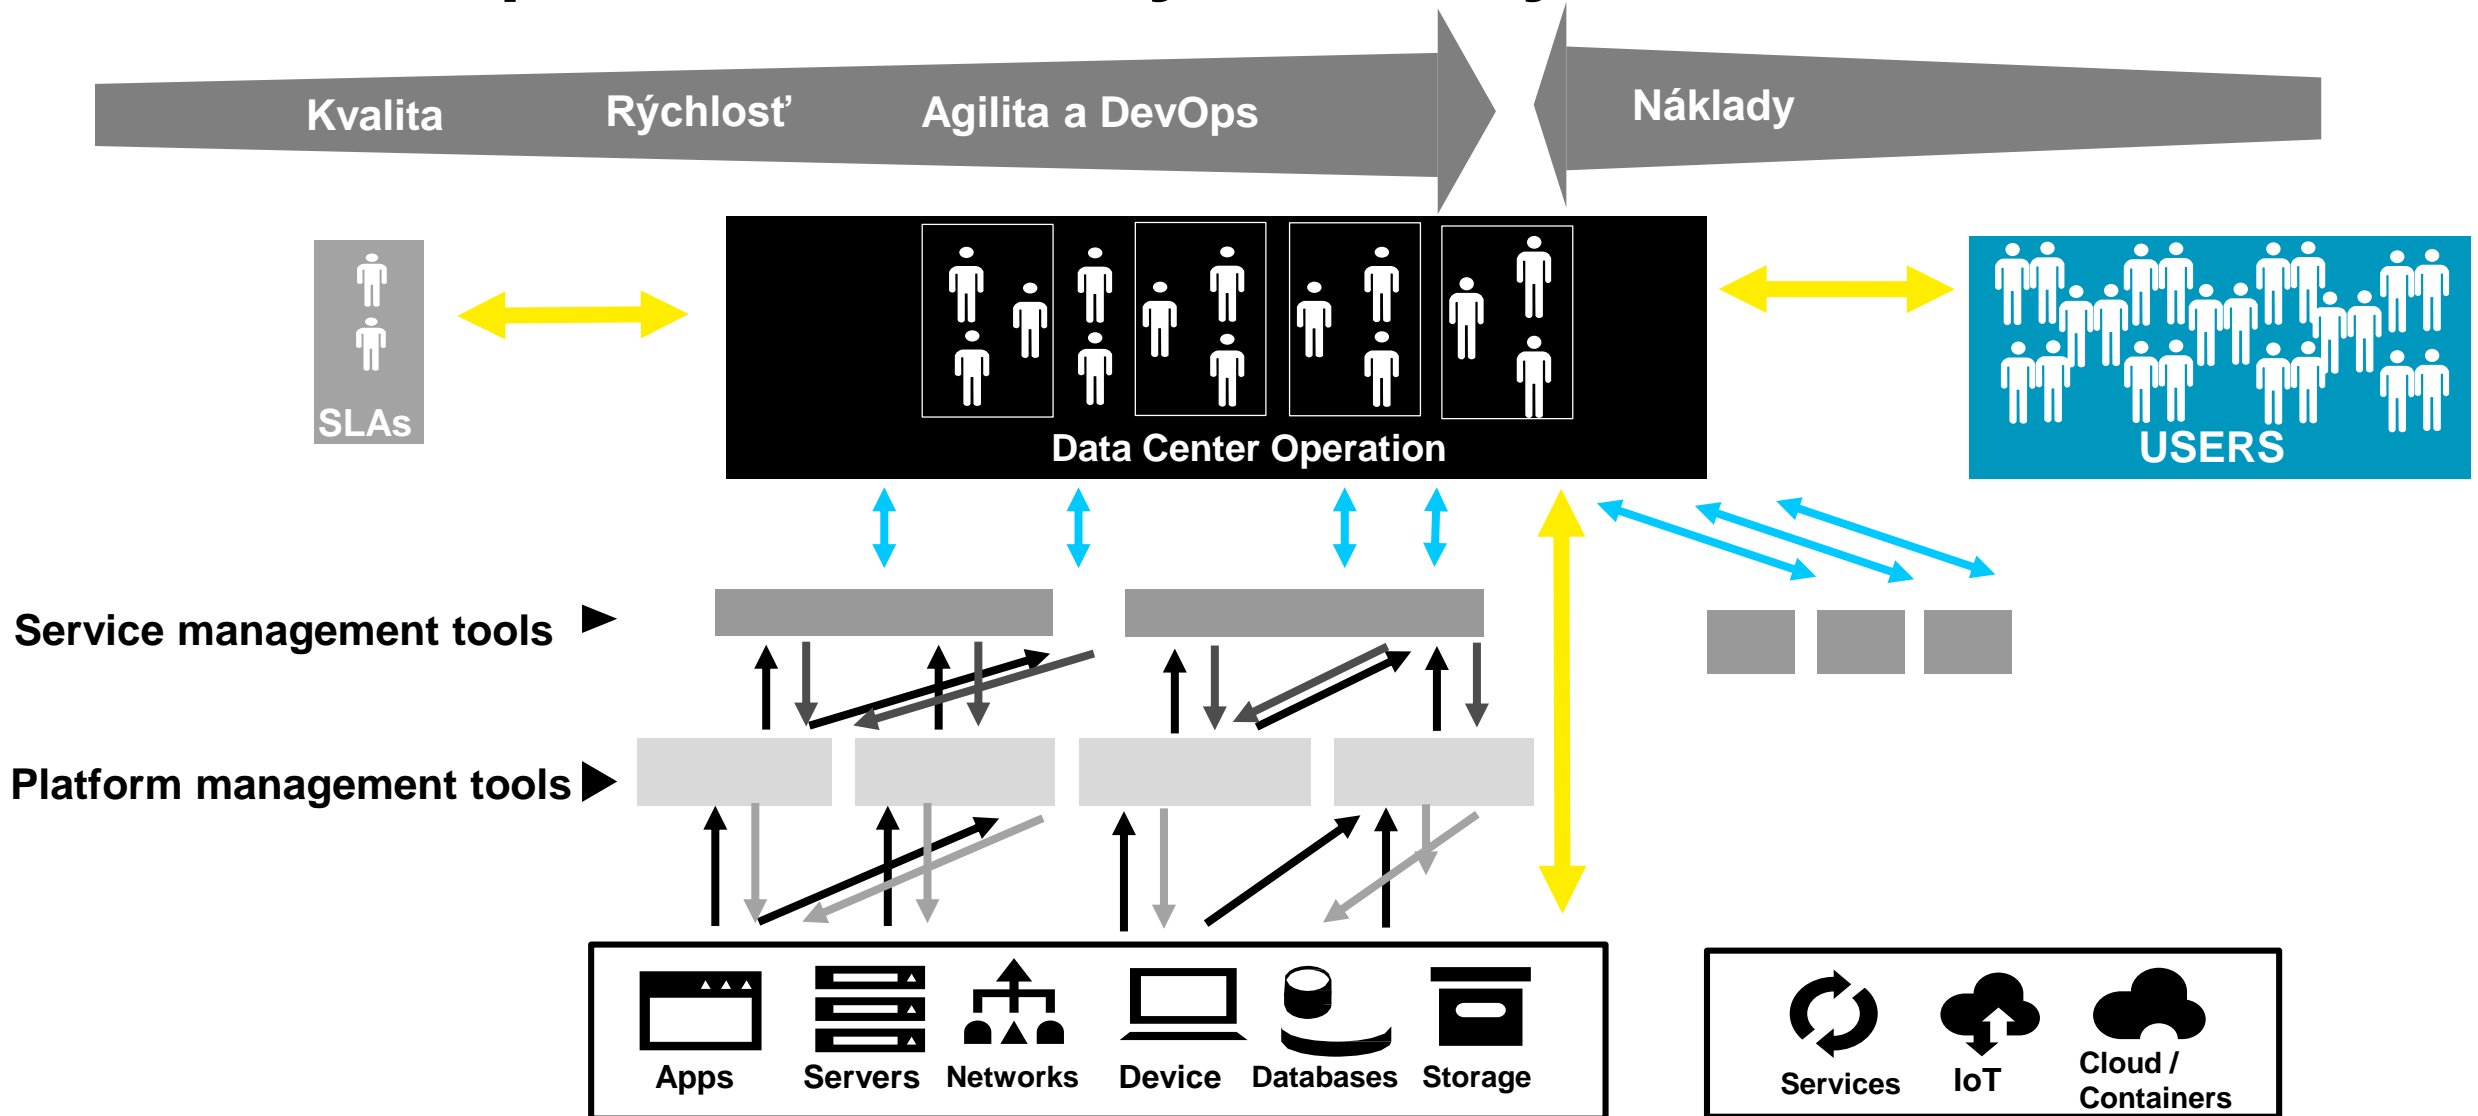 Kvalita
Rýchlosť
Agilita a DevOps
Náklady
SLAs
Data Center Operation
USERS
Service management tools
Platform management tools
Apps
Servers
Networks
Device
Databases
Storage
Services
IoT
Cloud /
Containers